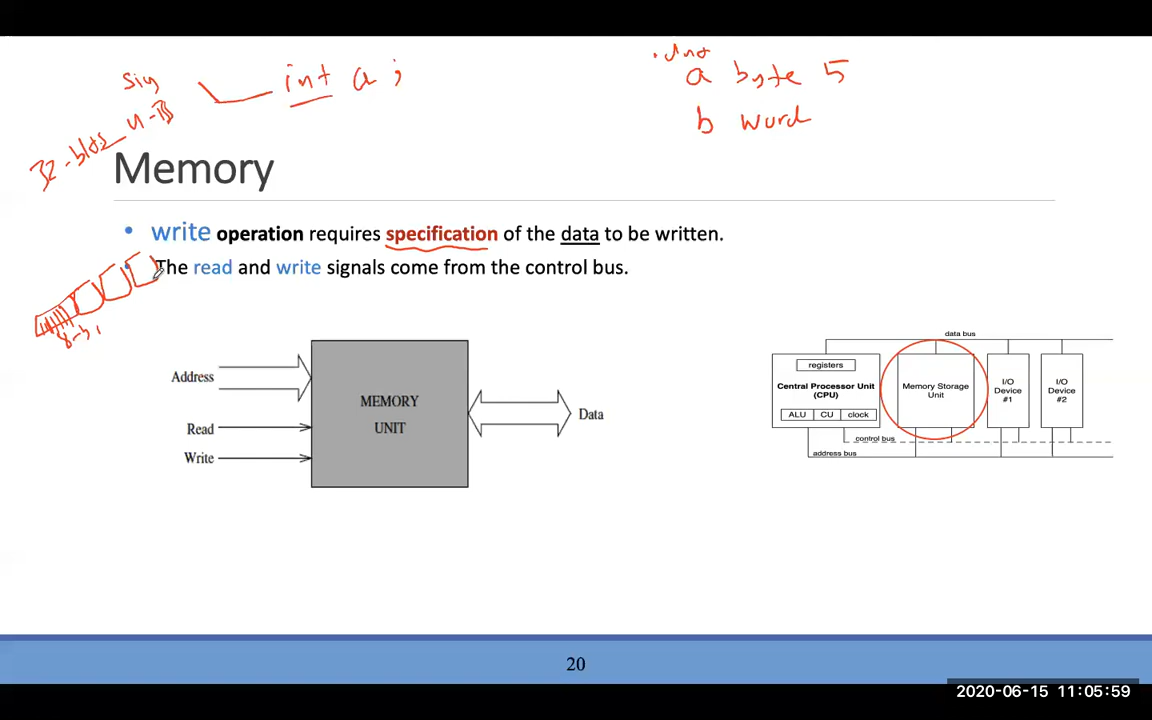 int a ;
a byte 5
b word
Memory
• write operation requires specification of the data to be written.
The read and write signals come from the control bus.
Address
Read
Write
MEMORY
UNIT
Data
data bus
registers
Central Processor Unit
(CPU)
ALU CU clock
Memory Storage
Unit
I/O
Device
#1
I/O
Device
#2
control bus
address bus
20
2020-06-15 11:05:59